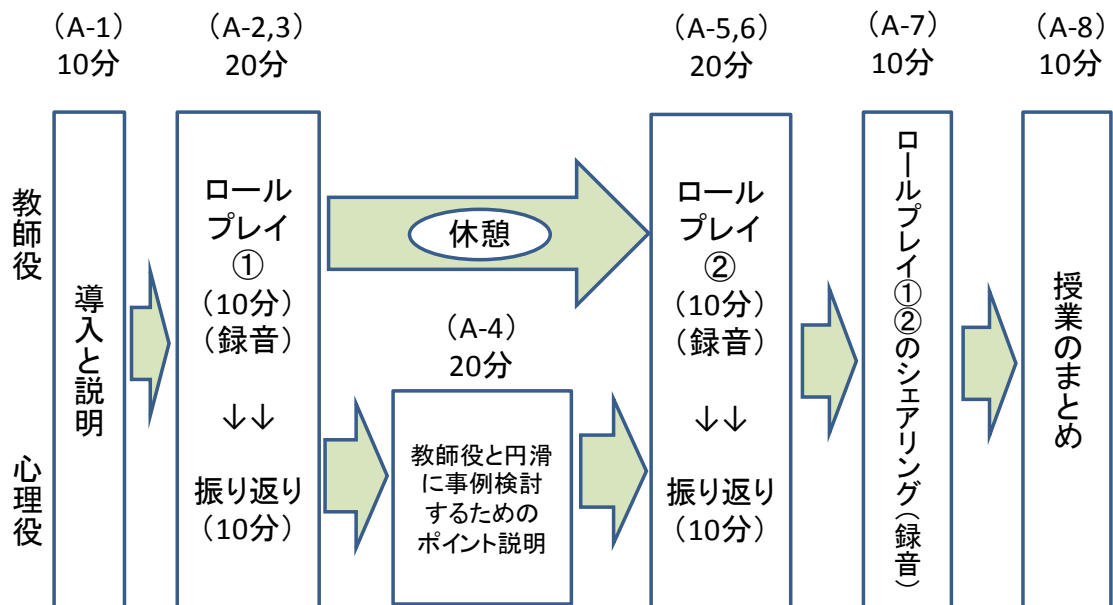 （A-1）
10分
（A-2,3）
20分
（A-5,6）
20分
（A-7）
10分
（A-8）
10分
教師役
心理役
導入と説明
ロール
プレイ
①
（10分）
（録音）
↓↓
振り返り
（10分）
休憩
（A-4）
20分
教師役と円滑
に事例検討
するための
ポイント説明
ロール
プレイ
②
（10分）
（録音）
↓↓
振り返り
（10分）
ロールプレイ①②のシェアリング（録音）
授業のまとめ